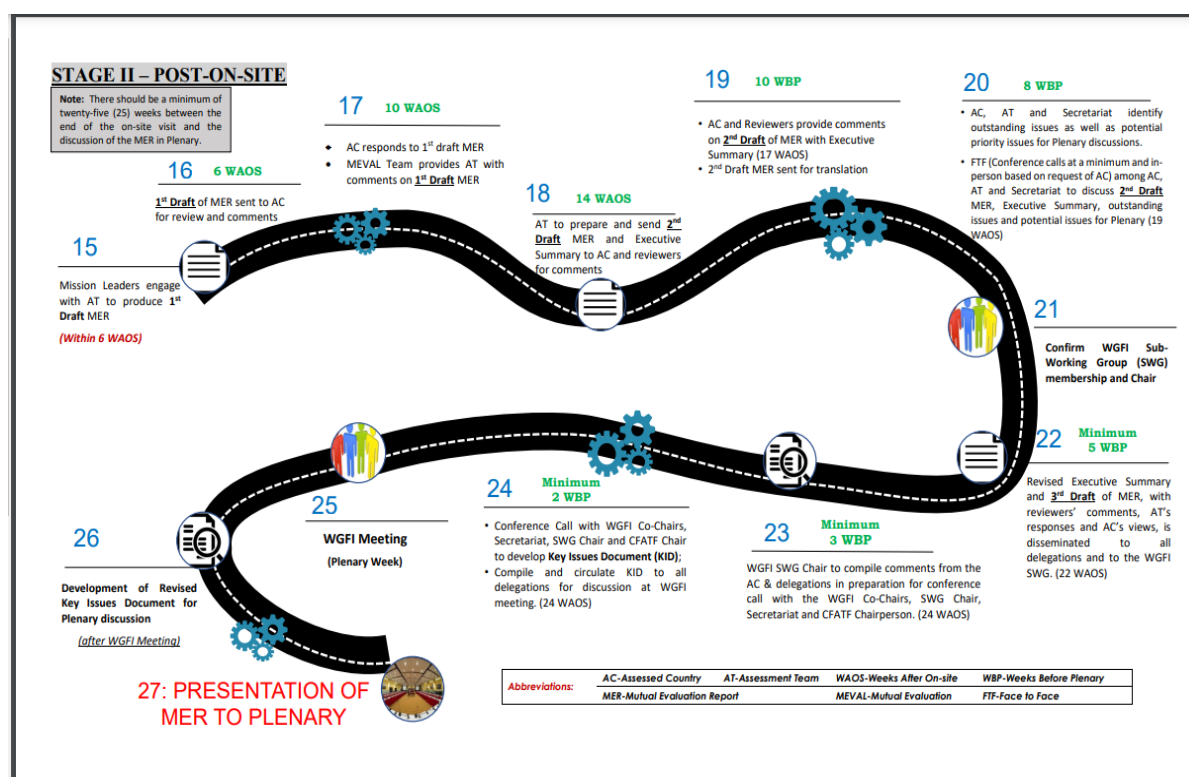 STAGE II – POST-ON-SITE
Note: There should be a minimum of
twenty-five (25) weeks between the
end of the on-site visit and the
discussion of the MER in Plenary.
15
Mission Leaders engage
with AT to produce 1st
Draft MER
(Within 6 WAOS)
16 6 WAOS
1st Draft of MER sent to AC
for review and comments
17 10 WAOS
AC responds to 1st draft MER
MEVAL Team provides AT with
comments on 1st Draft MER
18 14 WAOS
AT to prepare and send 2nd
Draft MER and Executive
Summary to AC and reviewers
for comments
19 10 WBP
• AC and Reviewers provide comments
on 2nd Draft of MER with Executive
Summary (17 WAOS)
• 2nd Draft MER sent for translation
20 8 WBP
• AC, AT and Secretariat identify
outstanding issues as well as potential
priority issues for Plenary discussions.
• FTF (Conference calls at a minimum and in-
person based on request of AC) among AC,
AT and Secretariat to discuss 2nd Draft
MER, Executive Summary, outstanding
issues and potential issues for Plenary (19
WAOS)
21
Confirm WGFI Sub-
Working Group (SWG)
membership and Chair
22 Minimum
5 WBP
Revised Executive Summary
and 3rd Draft of MER, with
reviewers' comments, AT's
responses and AC's views, is
disseminated to all
delegations and to the WGFI
SWG. (22 WAOS)
23 Minimum
3 WBP
WGFI SWG Chair to compile comments from the
AC & delegations in preparation for conference
call with the WGFI Co-Chairs, SWG Chair,
Secretariat and CFATF Chairperson. (24 WAOS)
24 Minimum
2 WBP
• Conference Call with WGFI Co-Chairs,
Secretariat, SWG Chair and CFATF Chair
to develop Key Issues Document (KID);
• Compile and circulate KID to all
delegations for discussion at WGFI
meeting. (24 WAOS)
25
WGFI Meeting
(Plenary Week)
26
Development of Revised
Key Issues Document for
Plenary discussion
(after WGFI Meeting)
27: PRESENTATION OF
MER TO PLENARY
Abbreviations:
AC-Assessed Country AT-Assessment Team WAOS-Weeks After On-site WBP-Weeks Before Plenary
MER-Mutual Evaluation Report MEVAL-Mutual Evaluation FTF-Face to Face